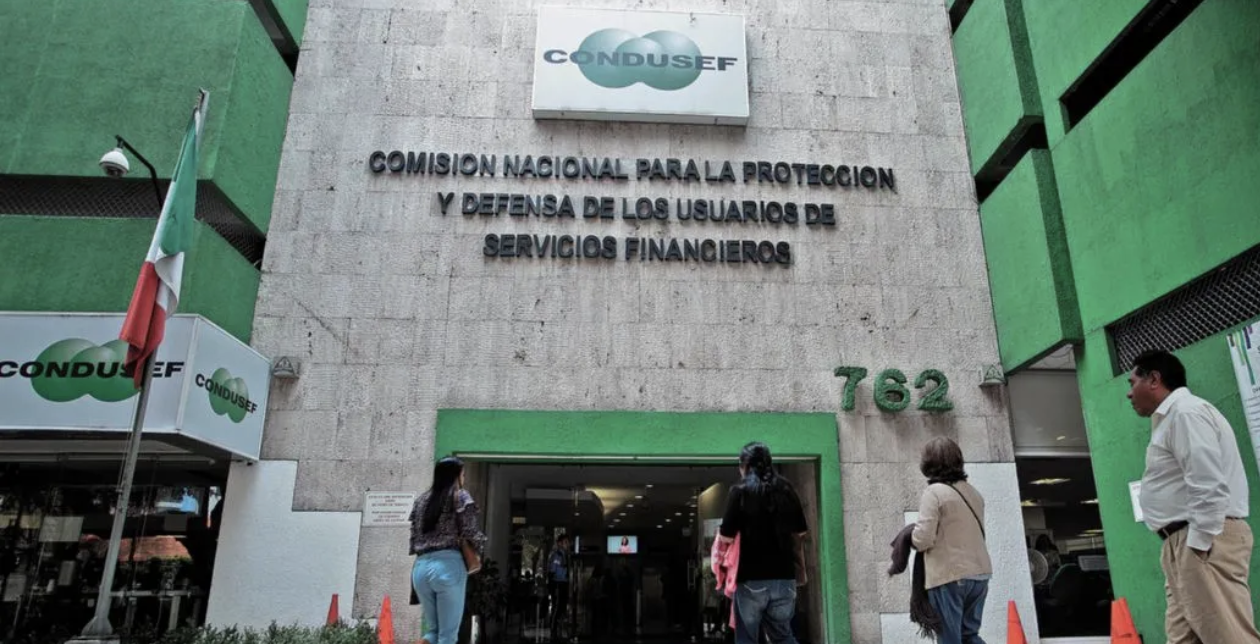 CONDUSEF
COMISION NACIONAL PARA LA PROTECCION
Y DEFENSA DE LOS USUARIOS DE
SERVICIOS FINANCIEROS
CONDUSEF
CONDUSEF
762